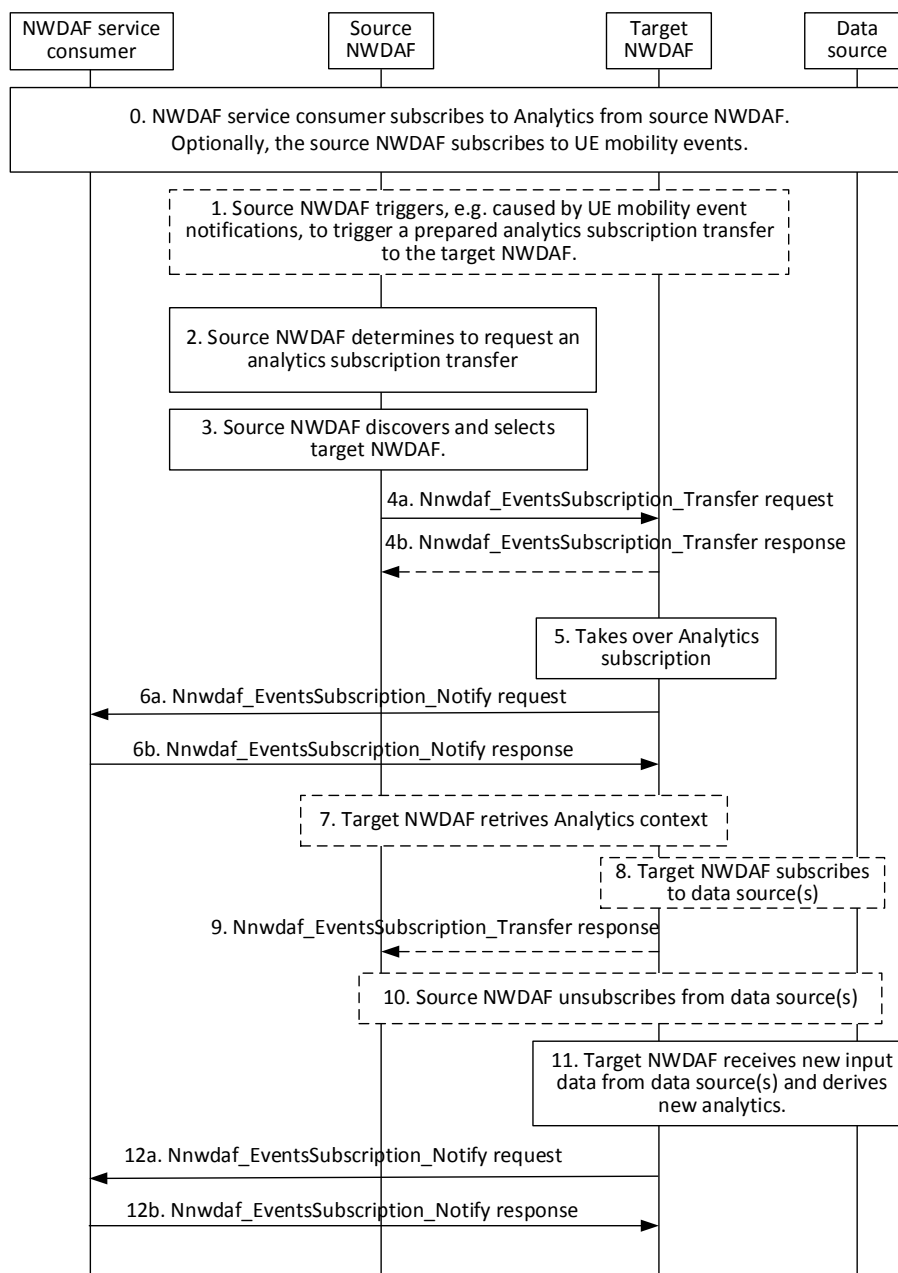 NWDAF service
consumer
Source
NWDAF
Target
NWDAF
Data
source
0. NWDAF service consumer subscribes to Analytics from source NWDAF.
Optionally, the source NWDAF subscribes to UE mobility events.
1. Source NWDAF triggers, e.g. caused by UE mobility event
notifications, to trigger a prepared analytics subscription transfer
to the target NWDAF.
2. Source NWDAF determines to request an
analytics subscription transfer
3. Source NWDAF discovers and selects
target NWDAF.
4a. Nnwdaf_EventsSubscription_Transfer request
4b. Nnwdaf_EventsSubscription_Transfer response
5. Takes over Analytics
subscription
6a. Nnwdaf_EventsSubscription_Notify request
6b. Nnwdaf_EventsSubscription_Notify response
7. Target NWDAF retrives Analytics context
8. Target NWDAF subscribes
to data source(s)
9. Nnwdaf_EventsSubscription_Transfer response
10. Source NWDAF unsubscribes from data source(s)
11. Target NWDAF receives new input
data from data source(s) and derives
new analytics.
12a. Nnwdaf_EventsSubscription_Notify request
12b. Nnwdaf_EventsSubscription_Notify response